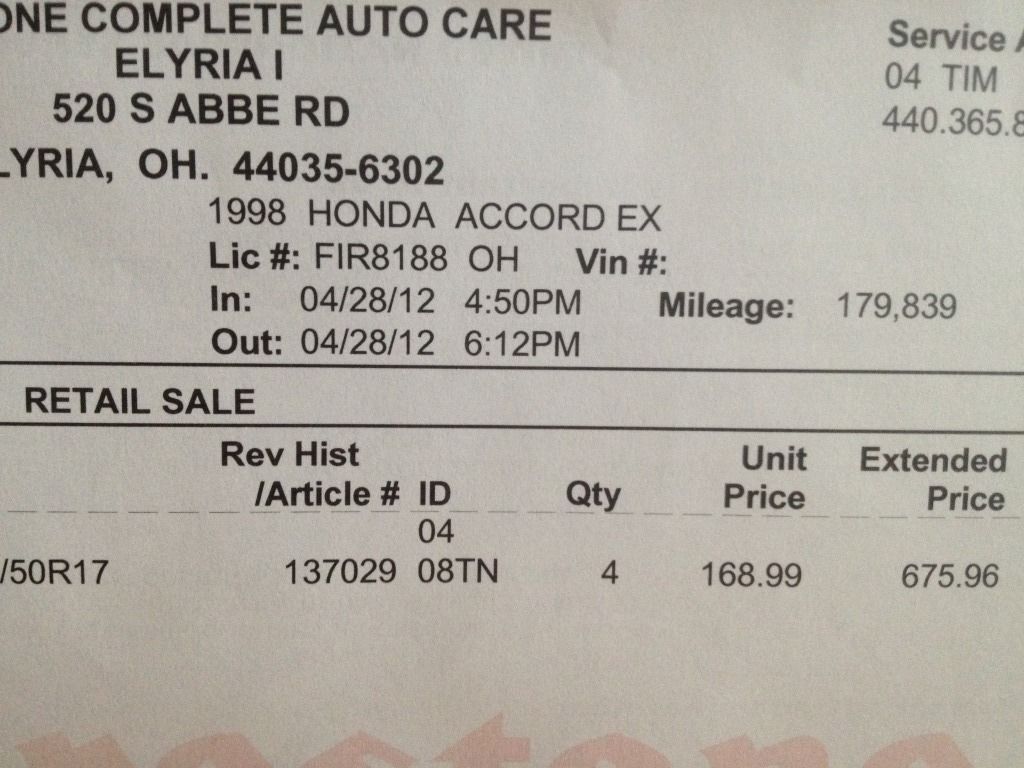 ONE COMPLETE AUTO CARE
ELYRIA I
520 S ABBE RD
LYRIA, OH. 44035-6302
Service A
04 TIM
440.365.8
1998 HONDA ACCORD EX
Lic #: FIR8188 OH Vin #:
In: 04/28/12 4:50PM Mileage: 179,839
Out: 04/28/12 6:12PM
RETAIL SALE
Rev Hist Unit Extended
/Article # ID Qty Price Price
04
/50R17 137029 08TN 4 168.99 675.96